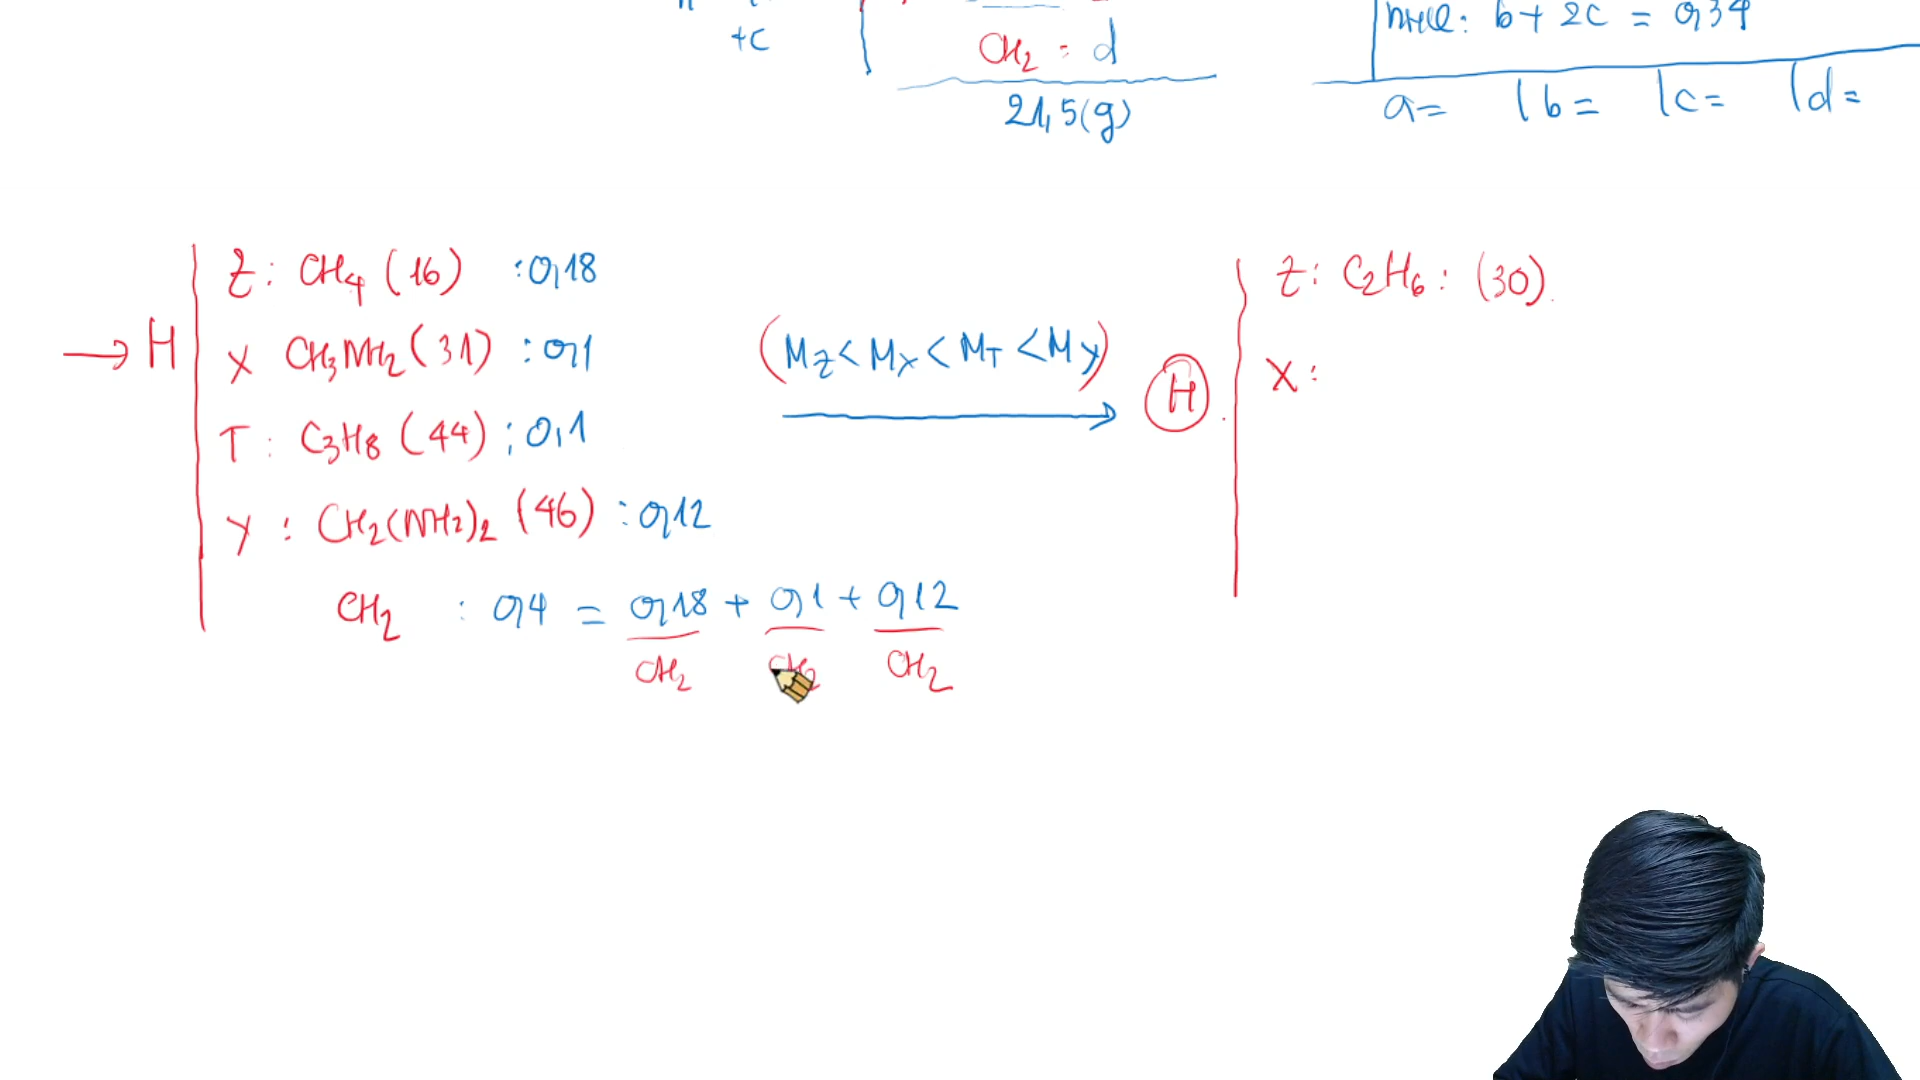 +c
CH2 : d
21,5(g)
nHCl: b + 2c = 0,34
a= | b= | c= | d=
→ H
Z: CH4 (16) : 0,18
X CH3NH2 (31) : 0,1
T: C3H8 (44) : 0,1
Y: CH2(NH2)2 (46) : 0,12
CH2 : 0,4 = 0,18 + 0,1 + 0,12
CH2 CH2 CH2
(MZ < MX < MT < MY)
H
Z: C2H6: (30)
X: